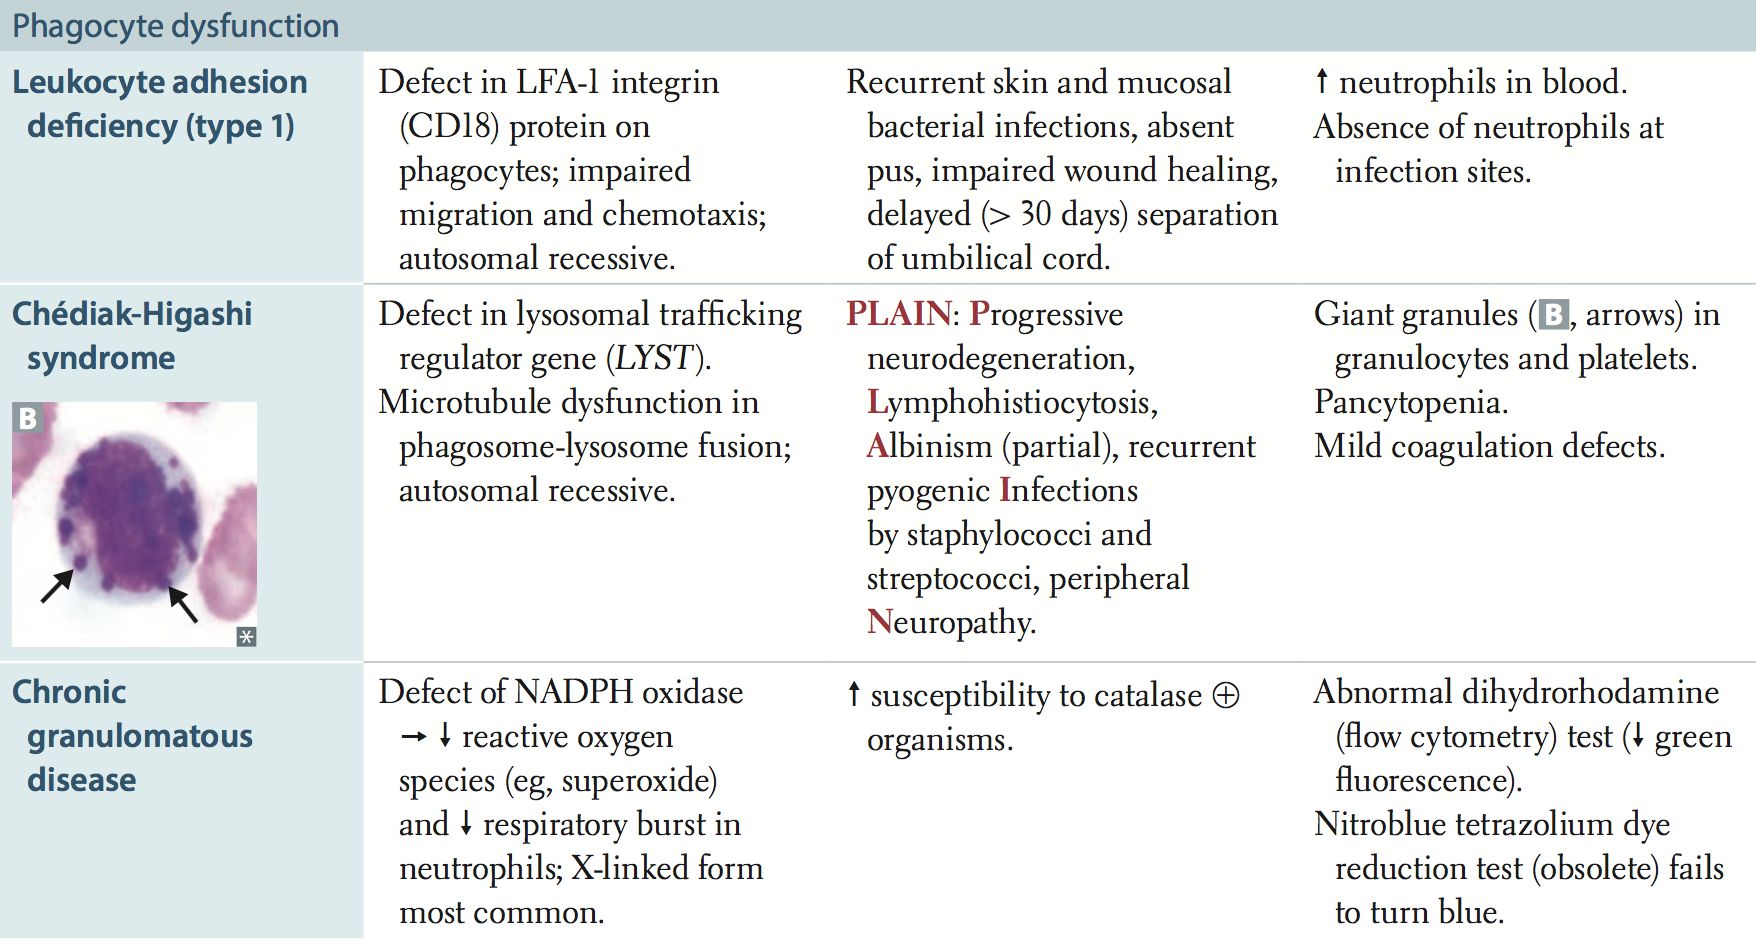 Phagocyte dysfunction
Leukocyte adhesion
deficiency (type 1)
Defect in LFA-1 integrin
(CD18) protein on
phagocytes; impaired
migration and chemotaxis;
autosomal recessive.
Recurrent skin and mucosal
bacterial infections, absent
pus, impaired wound healing,
delayed (> 30 days) separation
of umbilical cord.
↑ neutrophils in blood.
Absence of neutrophils at
infection sites.
Chédiak-Higashi
syndrome
B
Defect in lysosomal trafficking
regulator gene (LYST).
Microtubule dysfunction in
phagosome-lysosome fusion;
autosomal recessive.
PLAIN: Progressive
neurodegeneration,
Lymphohistiocytosis,
Albinism (partial), recurrent
pyogenic Infections
by staphylococci and
streptococci, peripheral
Neuropathy.
Giant granules (B, arrows) in
granulocytes and platelets.
Pancytopenia.
Mild coagulation defects.
Chronic
granulomatous
disease
Defect of NADPH oxidase
→ ↓ reactive oxygen
species (eg, superoxide)
and ↓ respiratory burst in
neutrophils; X-linked form
most common.
↑ susceptibility to catalase ⊕
organisms.
Abnormal dihydrorhodamine
(flow cytometry) test (↓ green
fluorescence).
Nitroblue tetrazolium dye
reduction test (obsolete) fails
to turn blue.